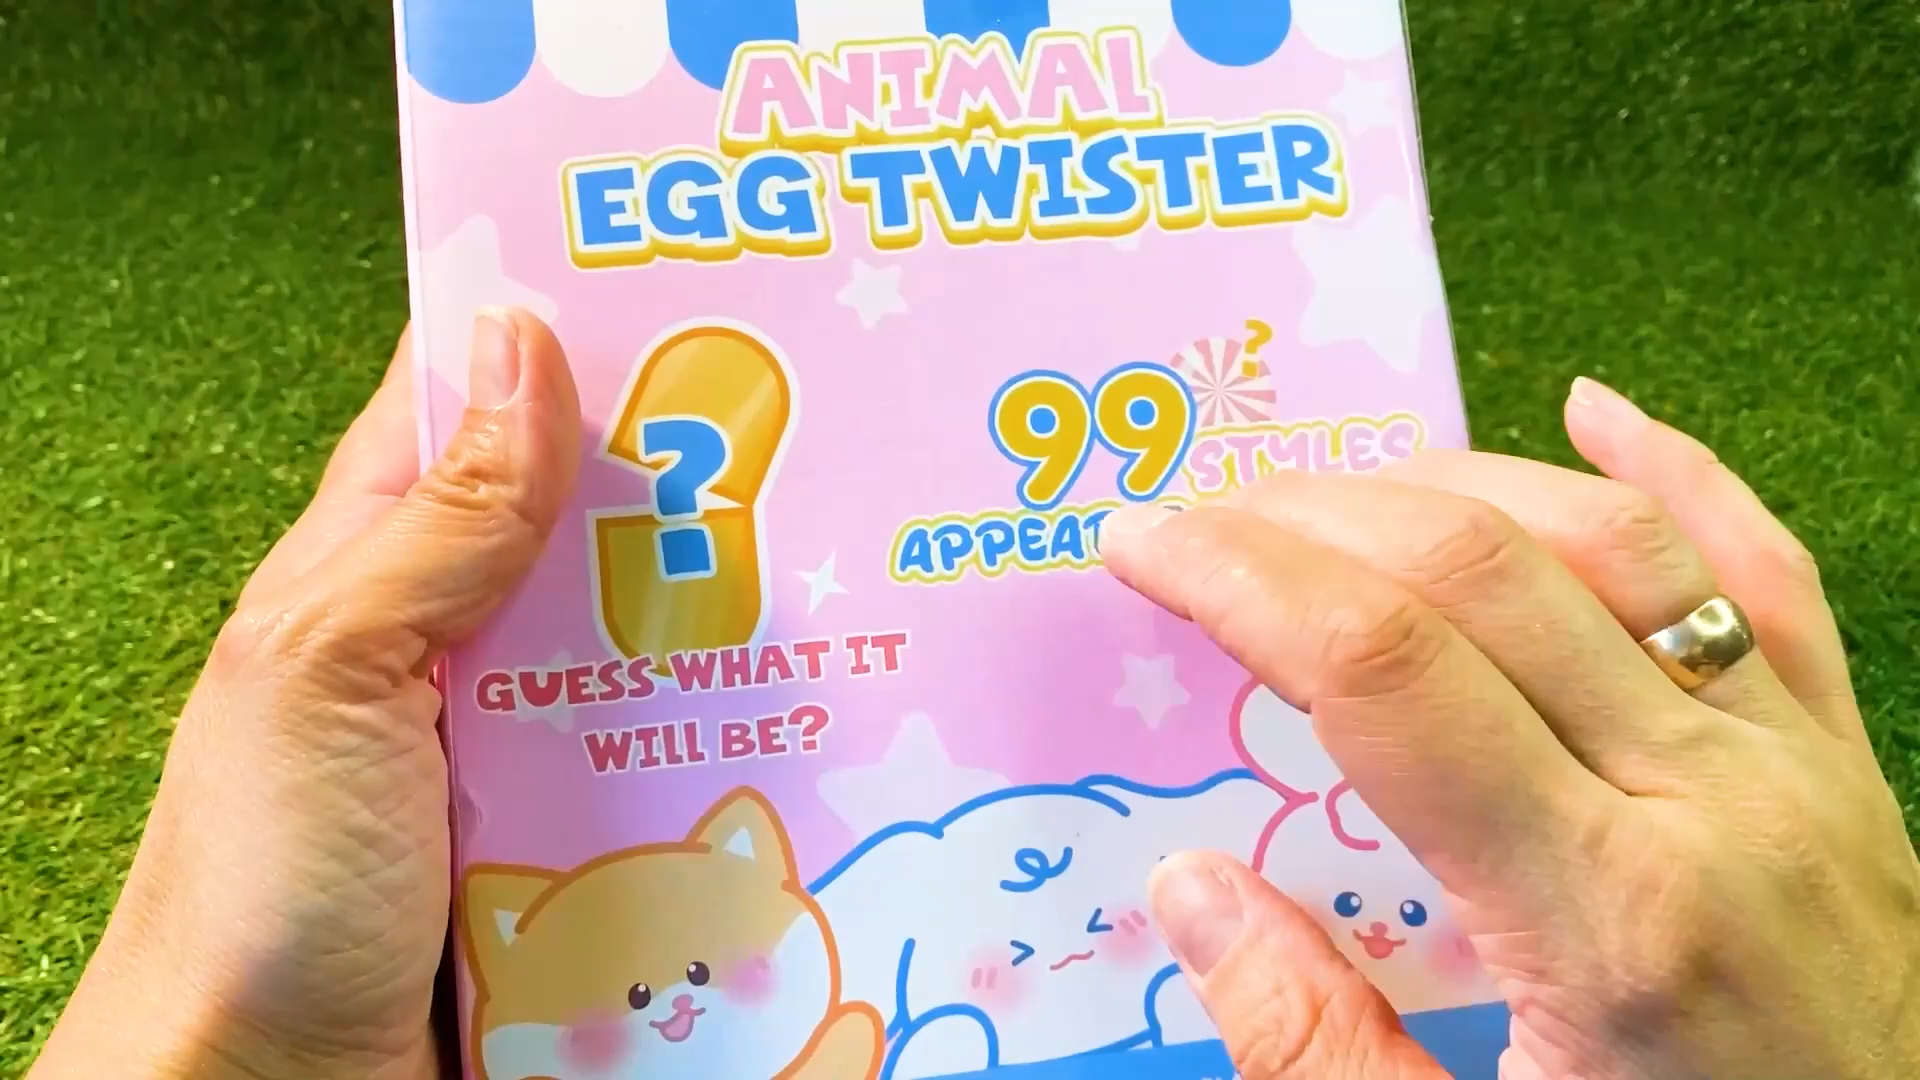 ANIMAL
EGG TWISTER
?
?
99
STYLES
GUESS WHAT IT
WILL BE?